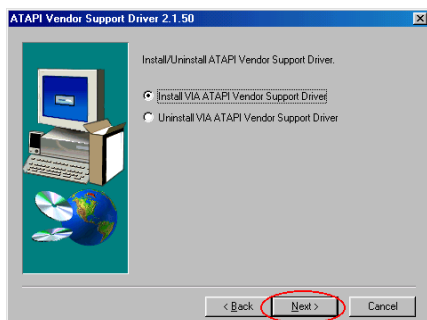 ATAPI Vendor Support Driver 2.1.50
Install/Uninstall ATAPI Vendor Support Driver.
Install VIA ATAPI Vendor Support Driver
Uninstall VIA ATAPI Vendor Support Driver
< Back
Next >
Cancel